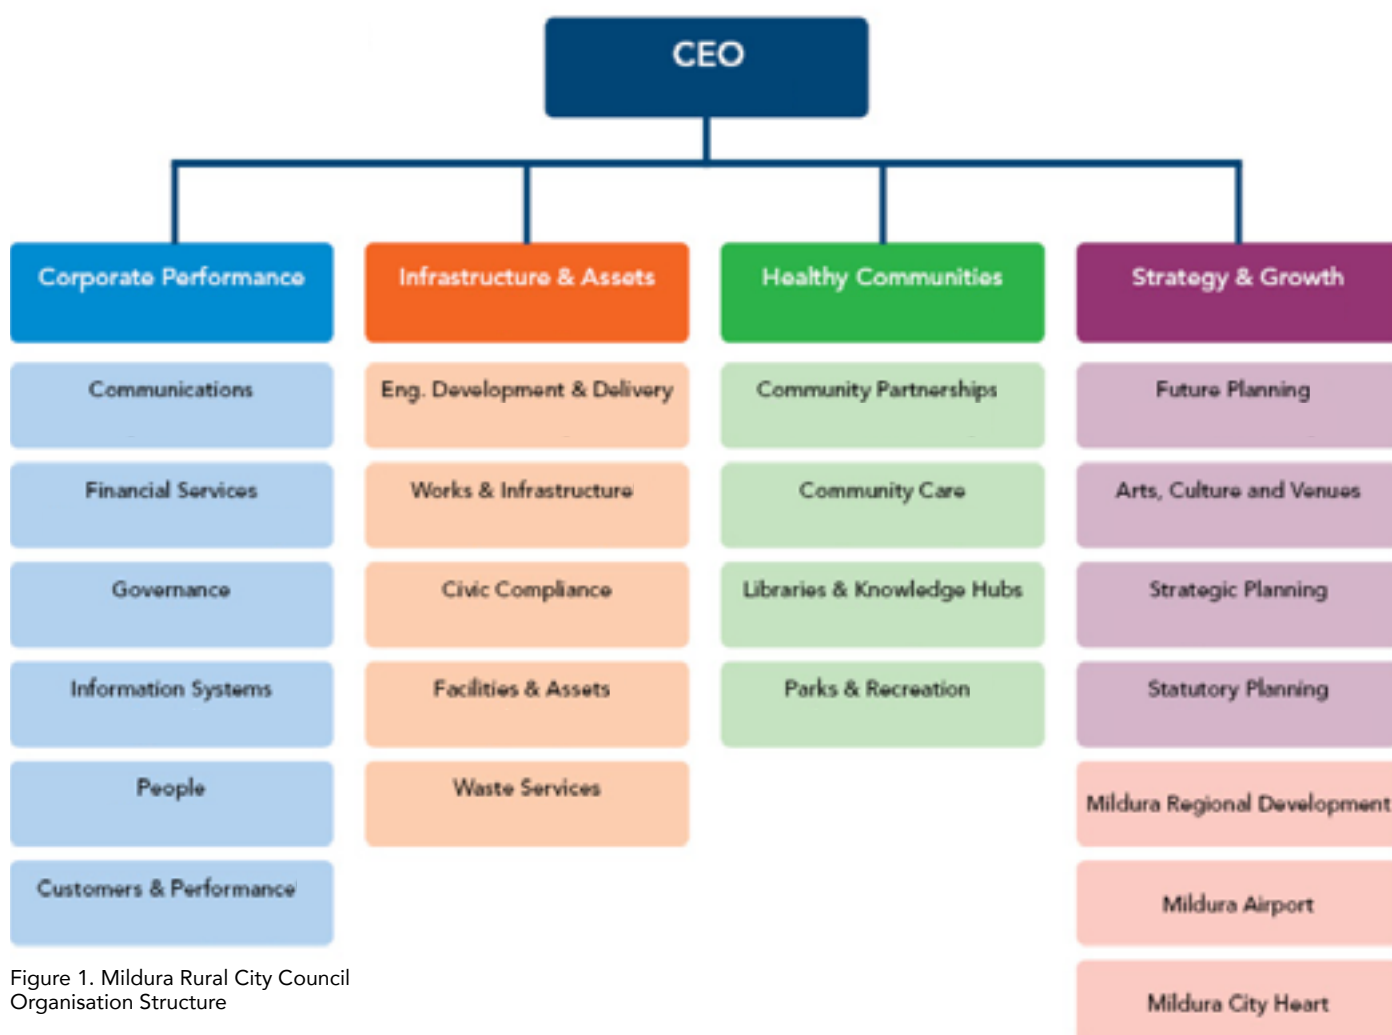 CEO
Corporate Performance
Infrastructure & Assets
Healthy Communities
Strategy & Growth
Communications
Eng. Development & Delivery
Community Partnerships
Future Planning
Financial Services
Works & Infrastructure
Community Care
Arts, Culture and Venues
Governance
Civic Compliance
Libraries & Knowledge Hubs
Strategic Planning
Information Systems
Facilities & Assets
Parks & Recreation
Statutory Planning
People
Waste Services
Mildura Regional Development
Customers & Performance
Mildura Airport
Mildura City Heart
Figure 1. Mildura Rural City Council
Organisation Structure